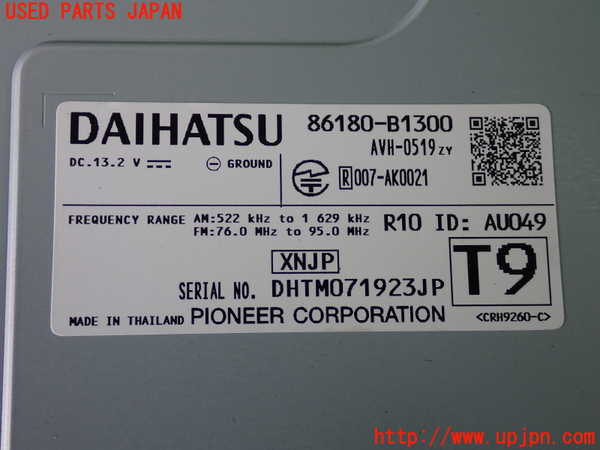 USED PARTS JAPAN
DAIHATSU
86180-B1300
AVH-0519 ZY
DC.13.2 V
GROUND
R 007-AK0021
FREQUENCY RANGE AM:522 kHz to 1 629 kHz
FM:76.0 MHz to 95.0 MHz
R10 ID: AU049
XNJP
T9
SERIAL NO. DHTM071923JP
MADE IN THAILAND PIONEER CORPORATION
<CRH9260-C>
http://www.upjpn.com/